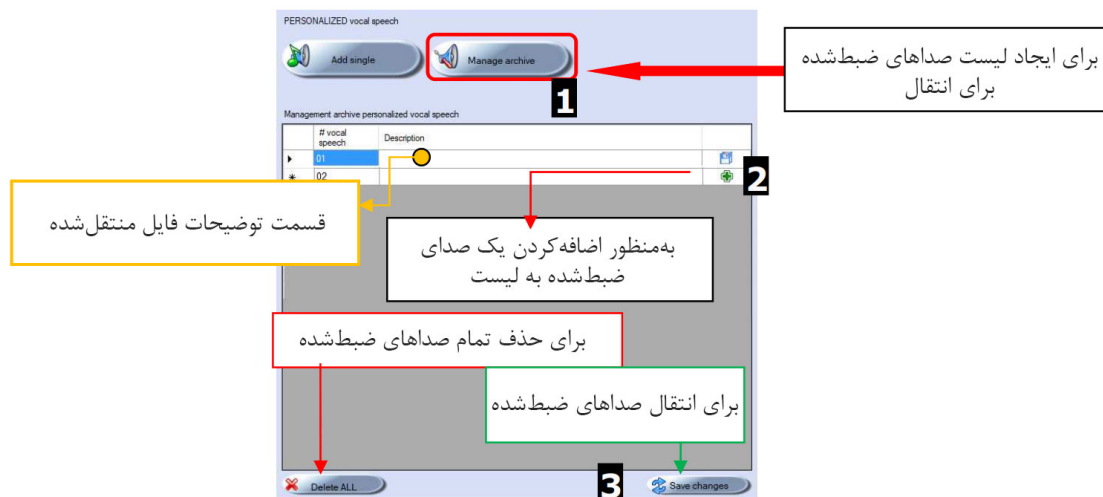 PERSONALIZED vocal speech
Add single
Manage archive
برای ایجاد لیست صداهای ضبط‌شده
برای انتقال
1
Management archive personalized vocal speech
# vocal
speech
Description
01
02
2
قسمت توضیحات فایل منتقل‌شده
به‌منظور اضافه‌کردن یک صدای
ضبط‌شده به لیست
برای حذف تمام صداهای ضبط‌شده
برای انتقال صداهای ضبط‌شده
Delete ALL
3
Save changes